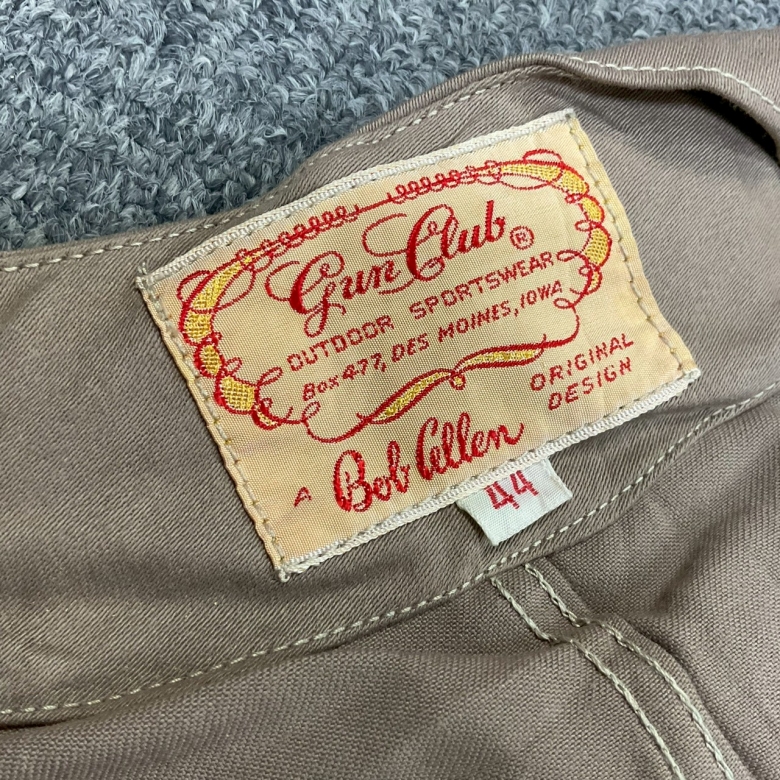 Gun Club ®
OUTDOOR SPORTSWEAR
Box 477, DES MOINES, IOWA
A Bob Allen
ORIGINAL
DESIGN
44